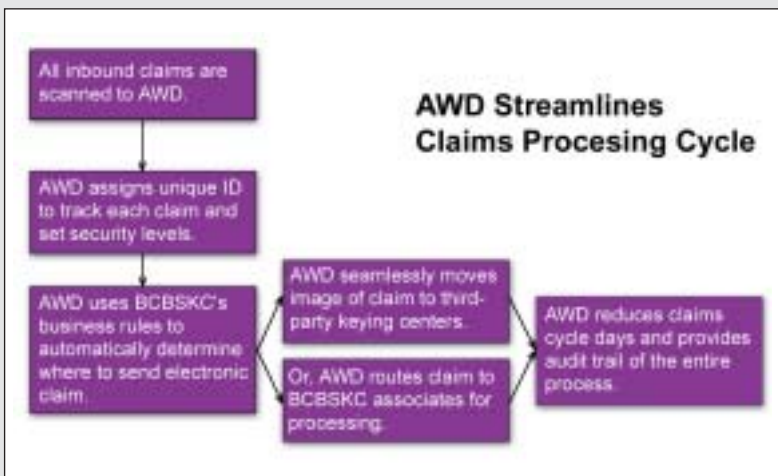 AWD Streamlines
Claims Procesing Cycle
All inbound claims are
scanned to AWD.
AWD assigns unique ID
to track each claim and
set security levels.
AWD uses BCBSKC's
business rules to
automatically determine
where to send electronic
claim.
AWD seamlessly moves
image of claim to third-
party keying centers.
Or, AWD routes claim to
BCBSKC associates for
processing.
AWD reduces claims
cycle days and provides
audit trail of the entire
process.